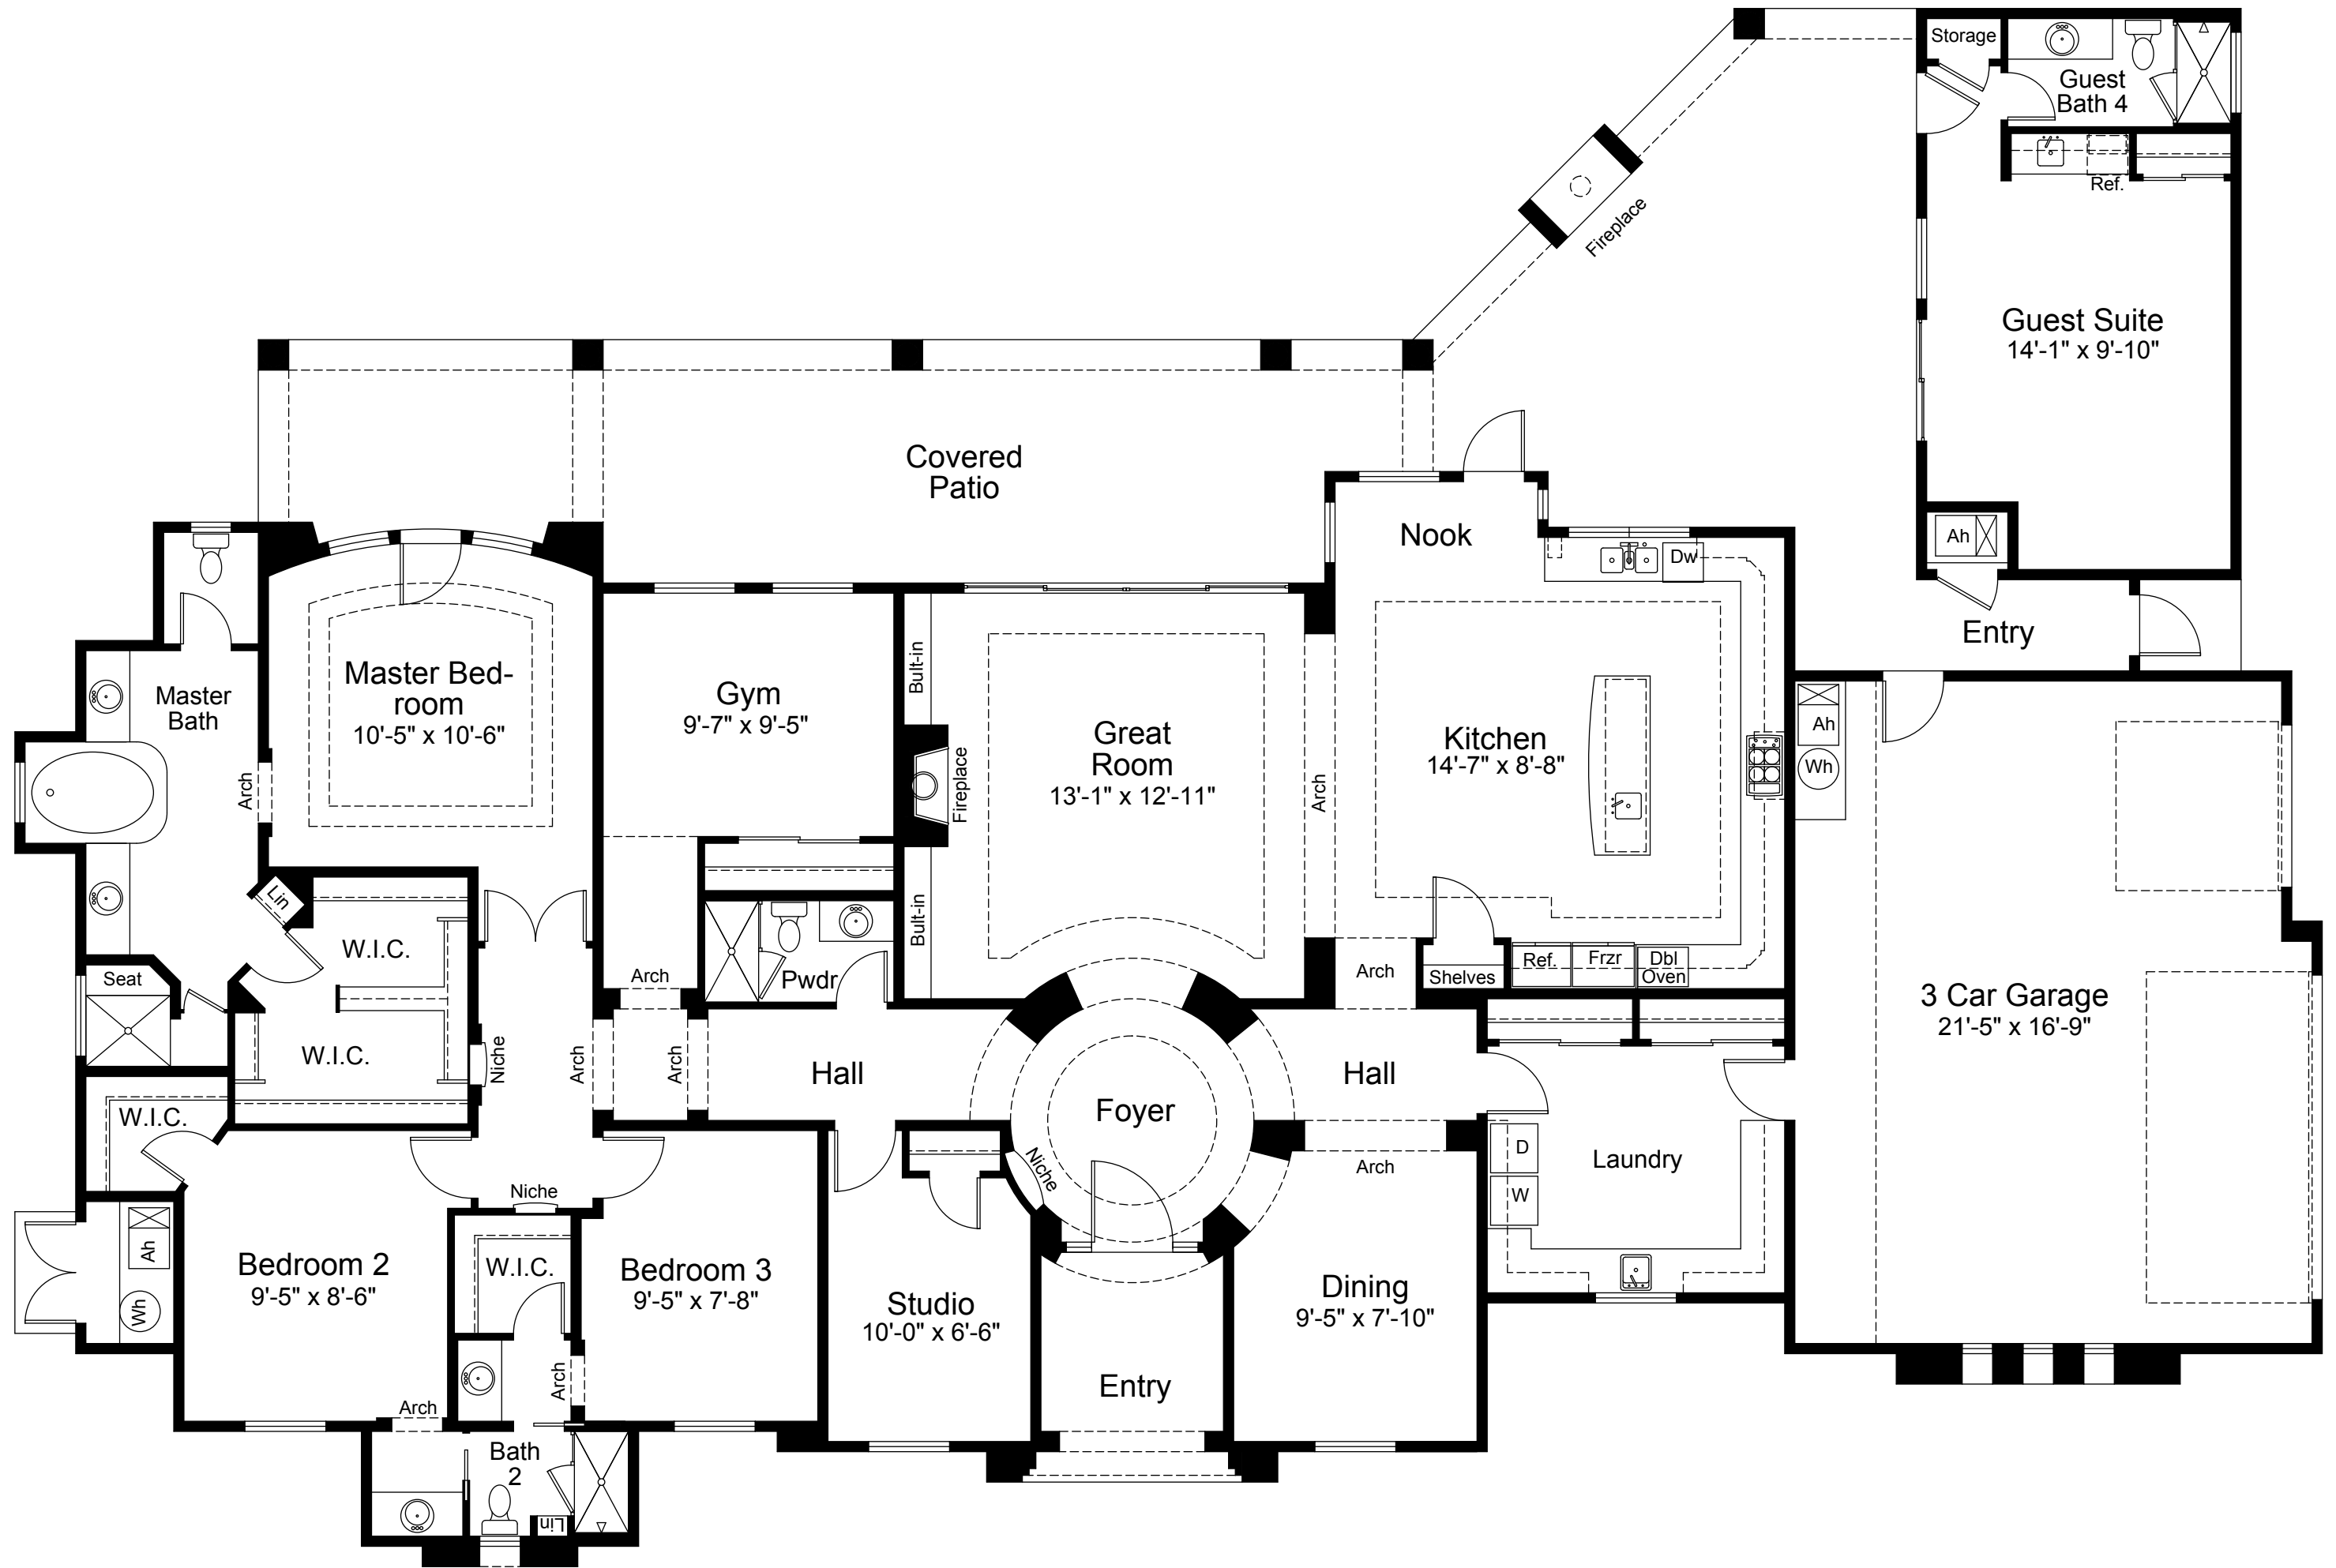 Storage
Guest
Bath 4
Ref.
Fireplace
Guest Suite
14'-1" x 9'-10"
Covered
Patio
Nook
Dw
Ah
Entry
Master Bed-
room
10'-5" x 10'-6"
Master
Bath
Gym
9'-7" x 9'-5"
Bult-in
Great
Room
13'-1" x 12'-11"
Kitchen
14'-7" x 8'-8"
Arch
Arch
Fireplace
Ah
Wh
Lin
W.I.C.
Bult-in
Seat
Pwdr
Arch
Arch
Shelves
Ref.
Frzr
Dbl
Oven
3 Car Garage
21'-5" x 16'-9"
W.I.C.
Niche
Arch
Arch
Hall
Hall
Foyer
W.I.C.
Niche
Niche
Arch
D
W
Laundry
Ah
Wh
Bedroom 2
9'-5" x 8'-6"
W.I.C.
Bedroom 3
9'-5" x 7'-8"
Studio
10'-0" x 6'-6"
Dining
9'-5" x 7'-10"
Arch
Entry
Arch
Bath
2
Lin